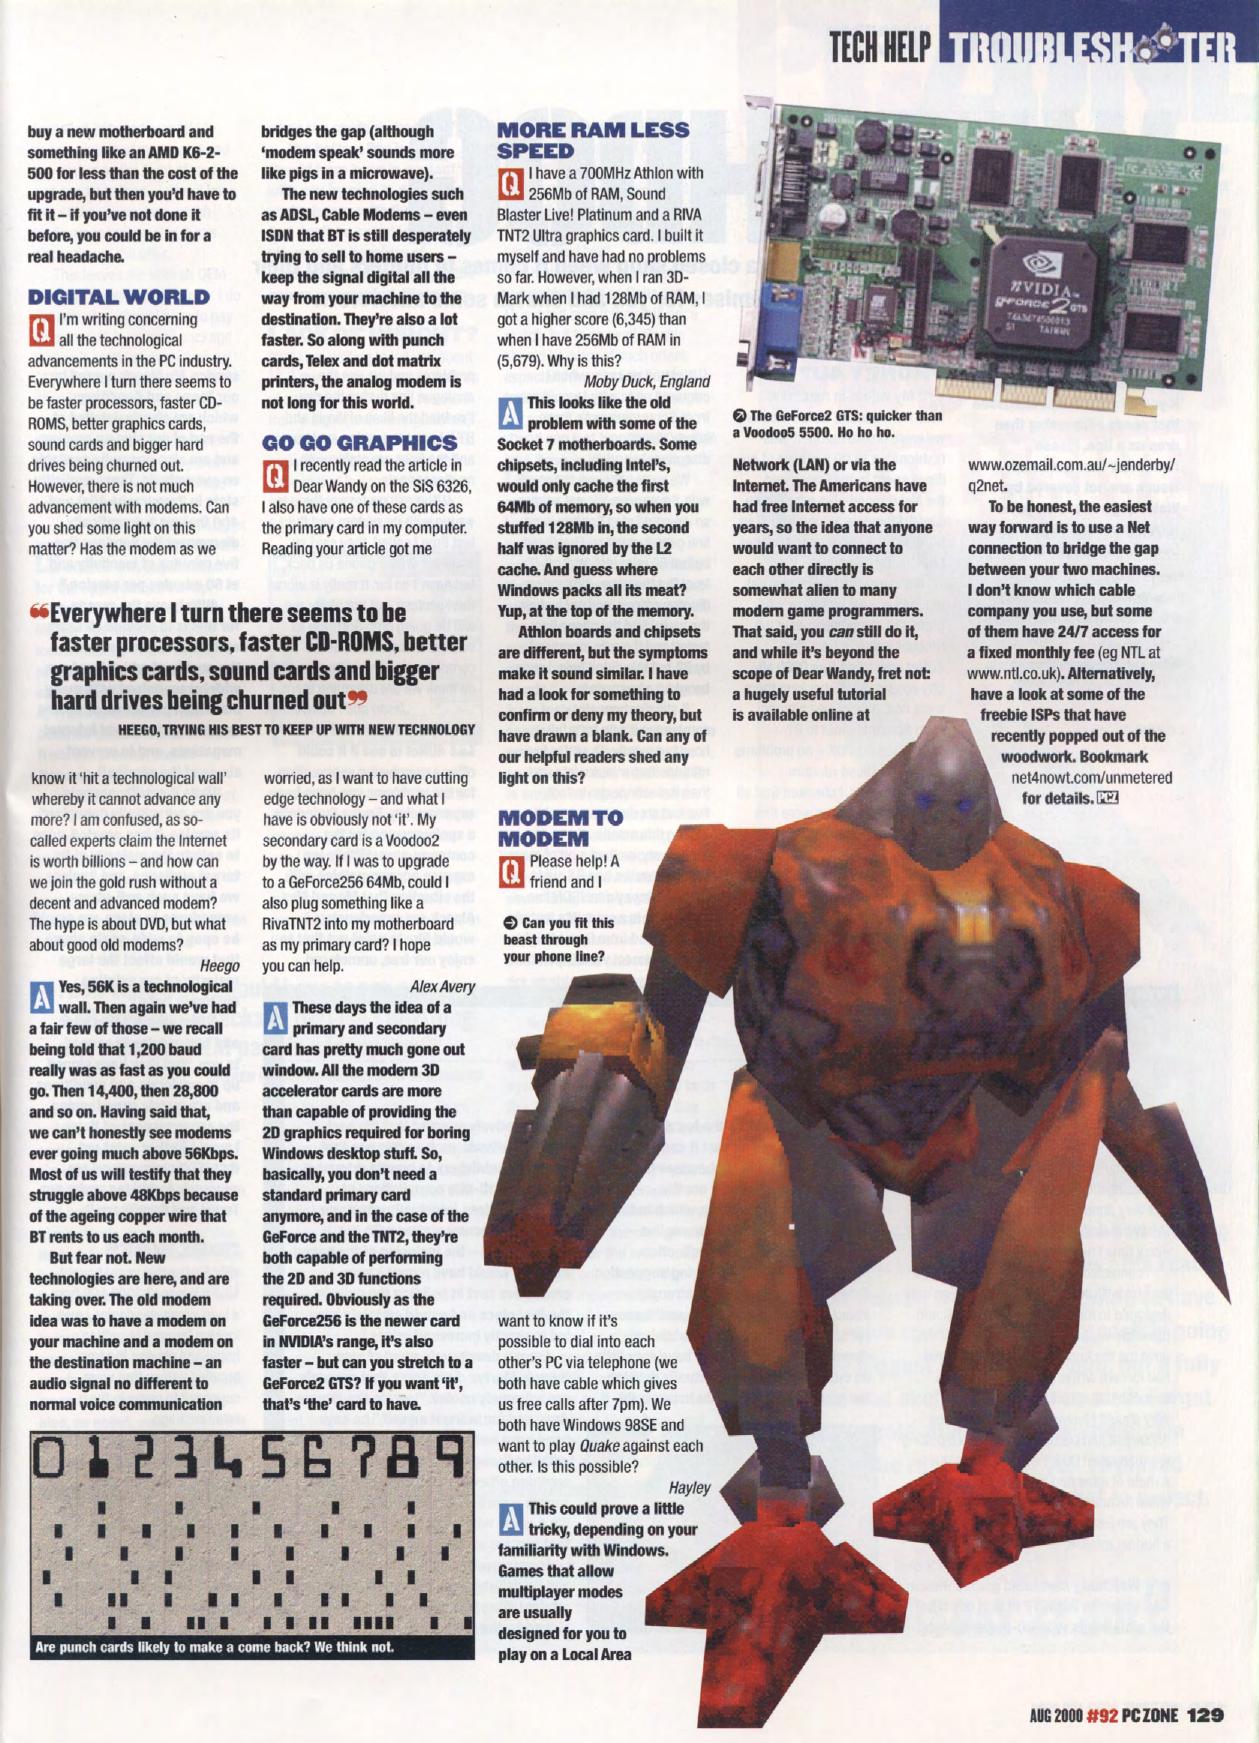 TECH HELP TROUBLESHOOTER
buy a new motherboard and
something like an AMD K6-2-
500 for less than the cost of the
upgrade, but then you'd have to
fit it – if you've not done it
before, you could be in for a
real headache.
DIGITAL WORLD
Q I'm writing concerning
all the technological
advancements in the PC industry.
Everywhere I turn there seems to
be faster processors, faster CD-
ROMS, better graphics cards,
sound cards and bigger hard
drives being churned out.
However, there is not much
advancement with modems. Can
you shed some light on this
matter? Has the modem as we
“Everywhere I turn there seems to be
faster processors, faster CD-ROMS, better
graphics cards, sound cards and bigger
hard drives being churned out”
HEEGO, TRYING HIS BEST TO KEEP UP WITH NEW TECHNOLOGY
know it 'hit a technological wall'
whereby it cannot advance any
more? I am confused, as so-
called experts claim the Internet
is worth billions – and how can
we join the gold rush without a
decent and advanced modem?
The hype is about DVD, but what
about good old modems?
Heego
A Yes, 56K is a technological
wall. Then again we've had
a fair few of those – we recall
being told that 1,200 baud
really was as fast as you could
go. Then 14,400, then 28,800
and so on. Having said that,
we can't honestly see modems
ever going much above 56Kbps.
Most of us will testify that they
struggle above 48Kbps because
of the ageing copper wire that
BT rents to us each month.
But fear not. New
technologies are here, and are
taking over. The old modem
idea was to have a modem on
your machine and a modem on
the destination machine – an
audio signal no different to
normal voice communication
bridges the gap (although
'modem speak' sounds more
like pigs in a microwave).
The new technologies such
as ADSL, Cable Modems – even
ISDN that BT is still desperately
trying to sell to home users –
keep the signal digital all the
way from your machine to the
destination. They're also a lot
faster. So along with punch
cards, Telex and dot matrix
printers, the analog modem is
not long for this world.
GO GO GRAPHICS
Q I recently read the article in
Dear Wandy on the SiS 6326,
I also have one of these cards as
the primary card in my computer.
Reading your article got me
worried, as I want to have cutting
edge technology – and what I
have is obviously not 'it'. My
secondary card is a Voodoo2
by the way. If I was to upgrade
to a GeForce256 64Mb, could I
also plug something like a
RivaTNT2 into my motherboard
as my primary card? I hope
you can help.
Alex Avery
A These days the idea of a
primary and secondary
card has pretty much gone out
window. All the modern 3D
accelerator cards are more
than capable of providing the
2D graphics required for boring
Windows desktop stuff. So,
basically, you don't need a
standard primary card
anymore, and in the case of the
GeForce and the TNT2, they're
both capable of performing
the 2D and 3D functions
required. Obviously as the
GeForce256 is the newer card
in NVIDIA's range, it's also
faster – but can you stretch to a
GeForce2 GTS? If you want 'it',
that's 'the' card to have.
0 1 2 3 4 5 6 7 8 9
Are punch cards likely to make a come back? We think not.
MORE RAM LESS
SPEED
Q I have a 700MHz Athlon with
256Mb of RAM, Sound
Blaster Live! Platinum and a RIVA
TNT2 Ultra graphics card. I built it
myself and have had no problems
so far. However, when I ran 3D-
Mark when I had 128Mb of RAM, I
got a higher score (6,345) than
when I have 256Mb of RAM in
(5,679). Why is this?
Moby Duck, England
A This looks like the old
problem with some of the
Socket 7 motherboards. Some
chipsets, including Intel's,
would only cache the first
64Mb of memory, so when you
stuffed 128Mb in, the second
half was ignored by the L2
cache. And guess where
Windows packs all its meat?
Yup, at the top of the memory.
Athlon boards and chipsets
are different, but the symptoms
make it sound similar. I have
had a look for something to
confirm or deny my theory, but
have drawn a blank. Can any of
our helpful readers shed any
light on this?
MODEM TO
MODEM
Q Please help! A
friend and I
Can you fit this
beast through
your phone line?
want to know if it's
possible to dial into each
other's PC via telephone (we
both have cable which gives
us free calls after 7pm). We
both have Windows 98SE and
want to play Quake against each
other. Is this possible?
Hayley
A This could prove a little
tricky, depending on your
familiarity with Windows.
Games that allow
multiplayer modes
are usually
designed for you to
play on a Local Area
NVIDIA
GEFORCE 2 GTS
TAIWAN
The GeForce2 GTS: quicker than
a Voodoo5 5500. Ho ho ho.
Network (LAN) or via the
Internet. The Americans have
had free Internet access for
years, so the idea that anyone
would want to connect to
each other directly is
somewhat alien to many
modern game programmers.
That said, you can still do it,
and while it's beyond the
scope of Dear Wandy, fret not:
a hugely useful tutorial
is available online at
www.ozemail.com.au/~jenderby/
q2net.
To be honest, the easiest
way forward is to use a Net
connection to bridge the gap
between your two machines.
I don't know which cable
company you use, but some
of them have 24/7 access for
a fixed monthly fee (eg NTL at
www.ntl.co.uk). Alternatively,
have a look at some of the
freebie ISPs that have
recently popped out of the
woodwork. Bookmark
net4nowt.com/unmetered
for details. PCZ
AUG 2000 #92 PC ZONE 129